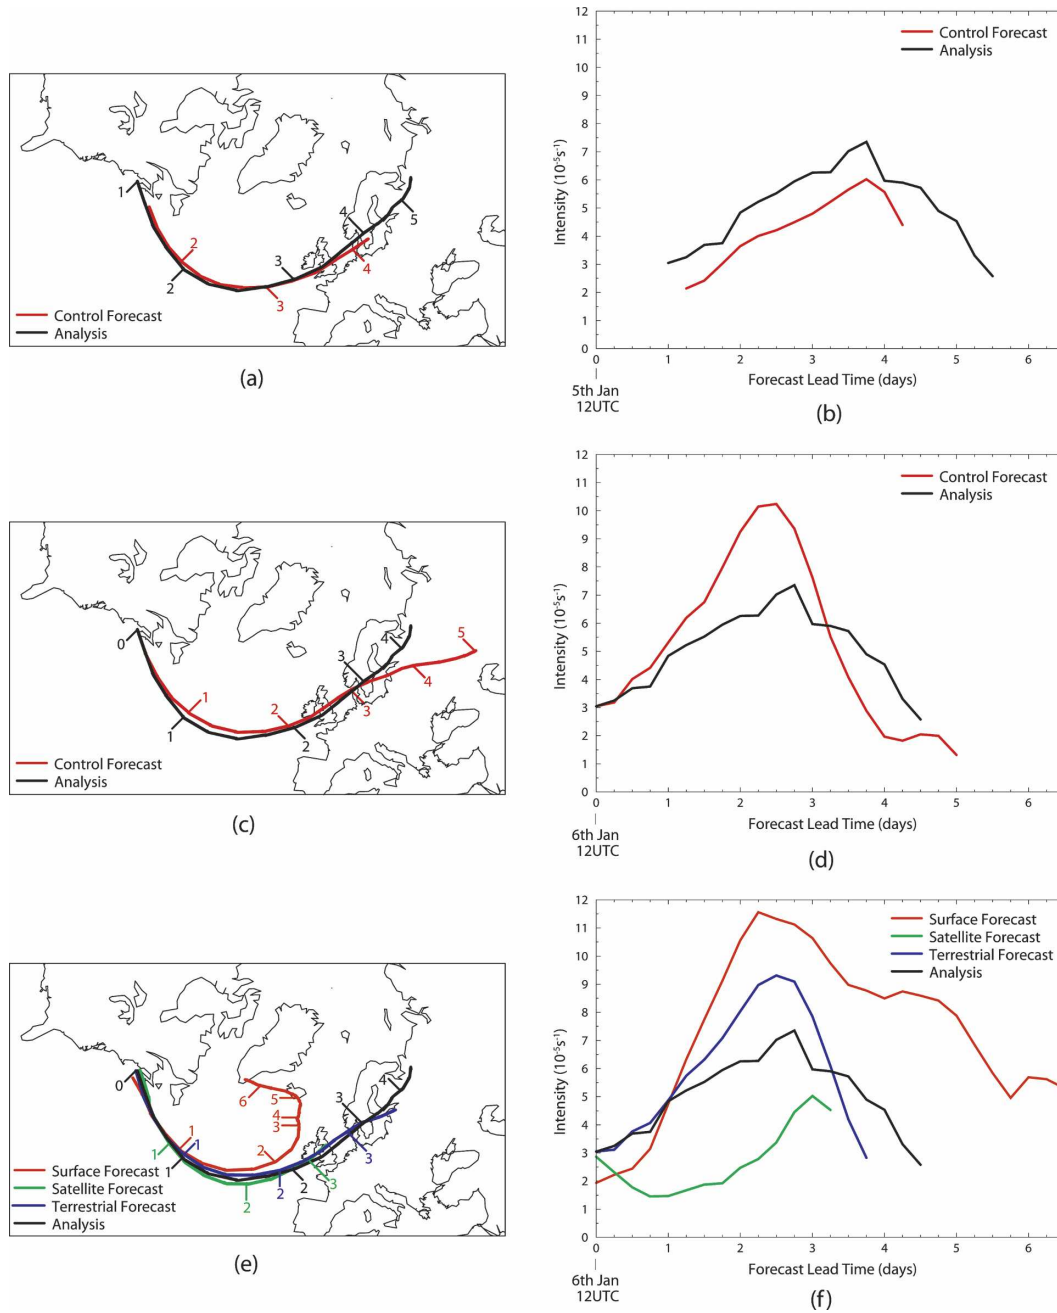 1
2
2
3
3
4
4
5
Control Forecast
Analysis
(a)
12
11
10
9
8
7
6
5
4
3
2
1
0
Intensity (10⁻⁵s⁻¹)
Control Forecast
Analysis
0 1 2 3 4 5 6
Forecast Lead Time (days)
5th Jan
12UTC
(b)
0
1
1
2
2
3
3
4
4
5
Control Forecast
Analysis
(c)
12
11
10
9
8
7
6
5
4
3
2
1
0
Intensity (10⁻⁵s⁻¹)
Control Forecast
Analysis
0 1 2 3 4 5 6
Forecast Lead Time (days)
6th Jan
12UTC
(d)
0
1
1
1
1
2
2
2
2
3
3
3
3
4
4
5
6
Surface Forecast
Satellite Forecast
Terrestrial Forecast
Analysis
(e)
12
11
10
9
8
7
6
5
4
3
2
1
0
Intensity (10⁻⁵s⁻¹)
Surface Forecast
Satellite Forecast
Terrestrial Forecast
Analysis
0 1 2 3 4 5 6
Forecast Lead Time (days)
6th Jan
12UTC
(f)